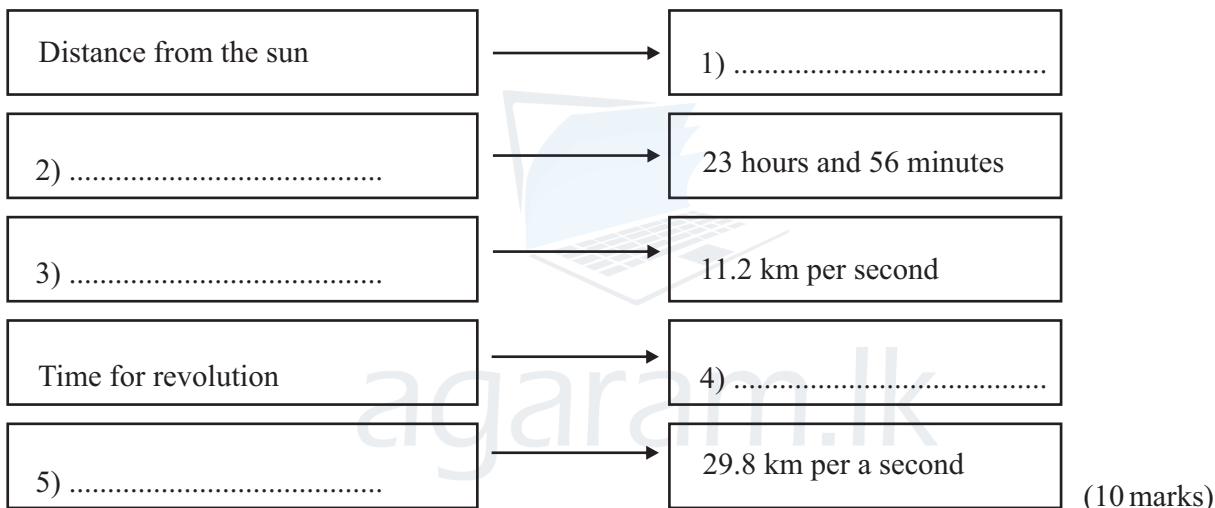 Distance from the sun
1) ........................................
2) ........................................
23 hours and 56 minutes
3) ........................................
11.2 km per second
Time for revolution
4) ........................................
5) ........................................
29.8 km per a second
(10 marks)
agaram.lk